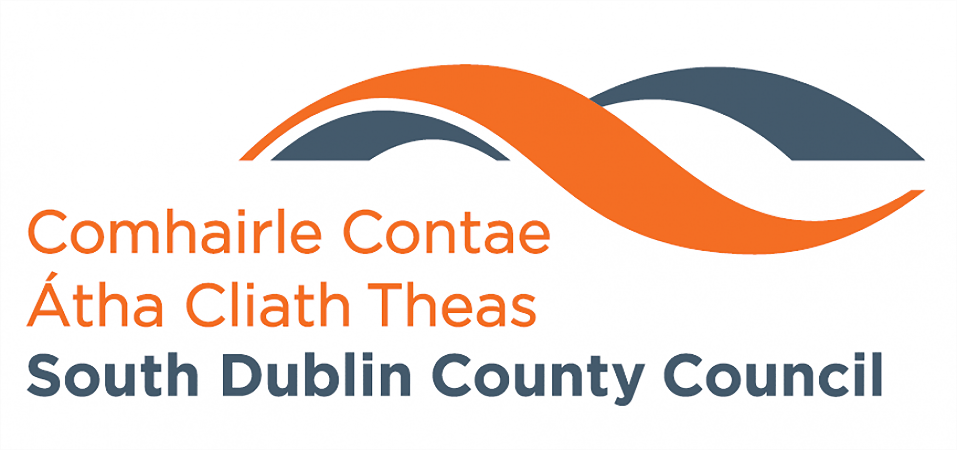 Comhairle Contae
Átha Cliath Theas
South Dublin County Council